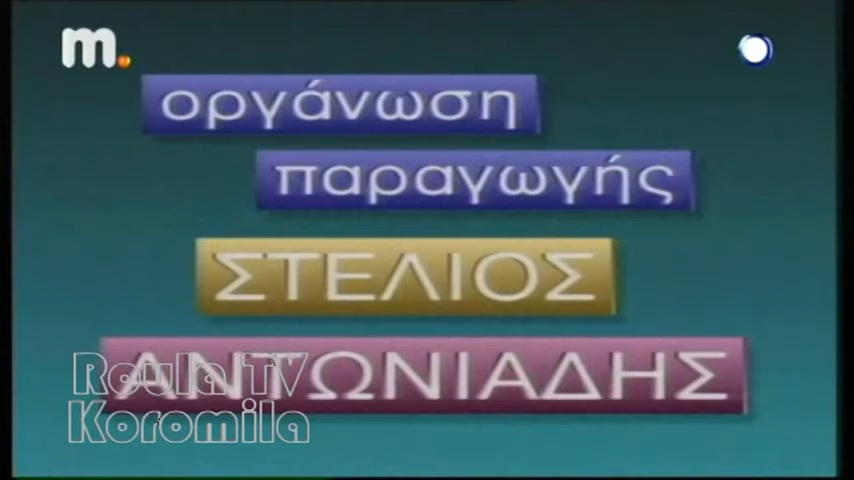 m.
οργάνωση
παραγωγής
ΣΤΕΛΙΟΣ
ΑΝΤΩΝΙΑΔΗΣ
Roula TV
Koromila